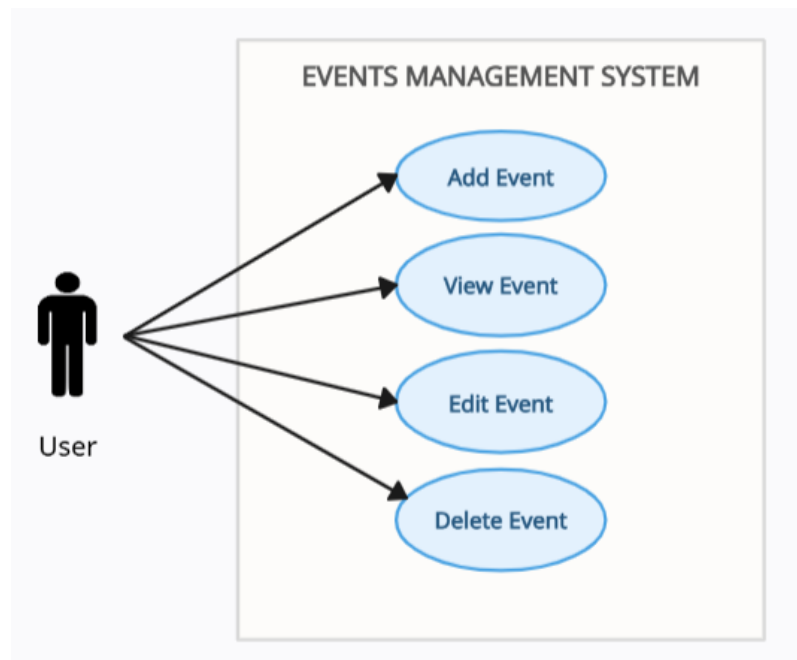 EVENTS MANAGEMENT SYSTEM
Add Event
View Event
Edit Event
Delete Event
User